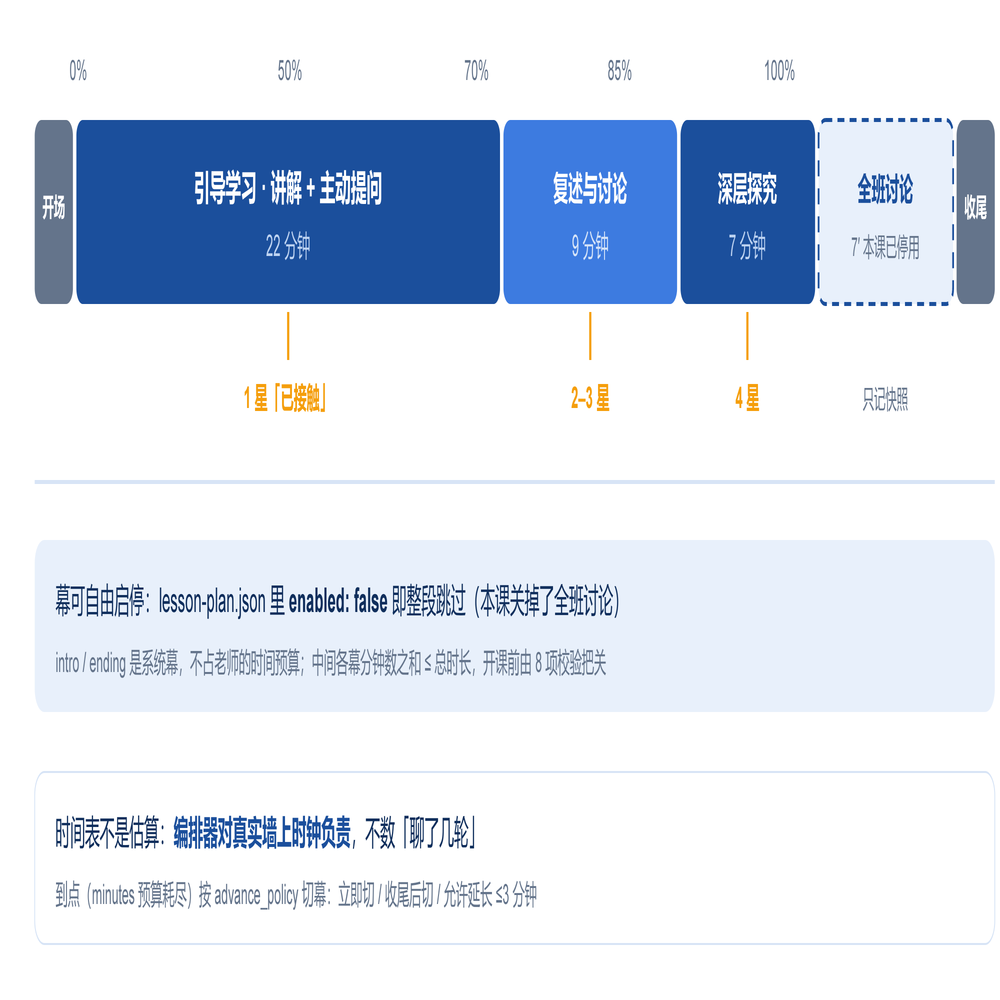 0%
50%
70%
85%
100%
开场
引导学习 · 讲解 + 主动提问
22 分钟
复述与讨论
9 分钟
深层探究
7 分钟
全班讨论
7′ 本课已停用
收尾
1 星「已接触」
2–3 星
4 星
只记快照
幕可自由启停：lesson-plan.json 里 enabled: false 即整段跳过（本课关掉了全班讨论）
intro / ending 是系统幕，不占老师的时间预算；中间各幕分钟数之和 ≤ 总时长，开课前由 8 项校验把关
时间表不是估算：编排器对真实墙上时钟负责，不数「聊了几轮」
到点（minutes 预算耗尽）按 advance_policy 切幕：立即切 / 收尾后切 / 允许延长 ≤3 分钟